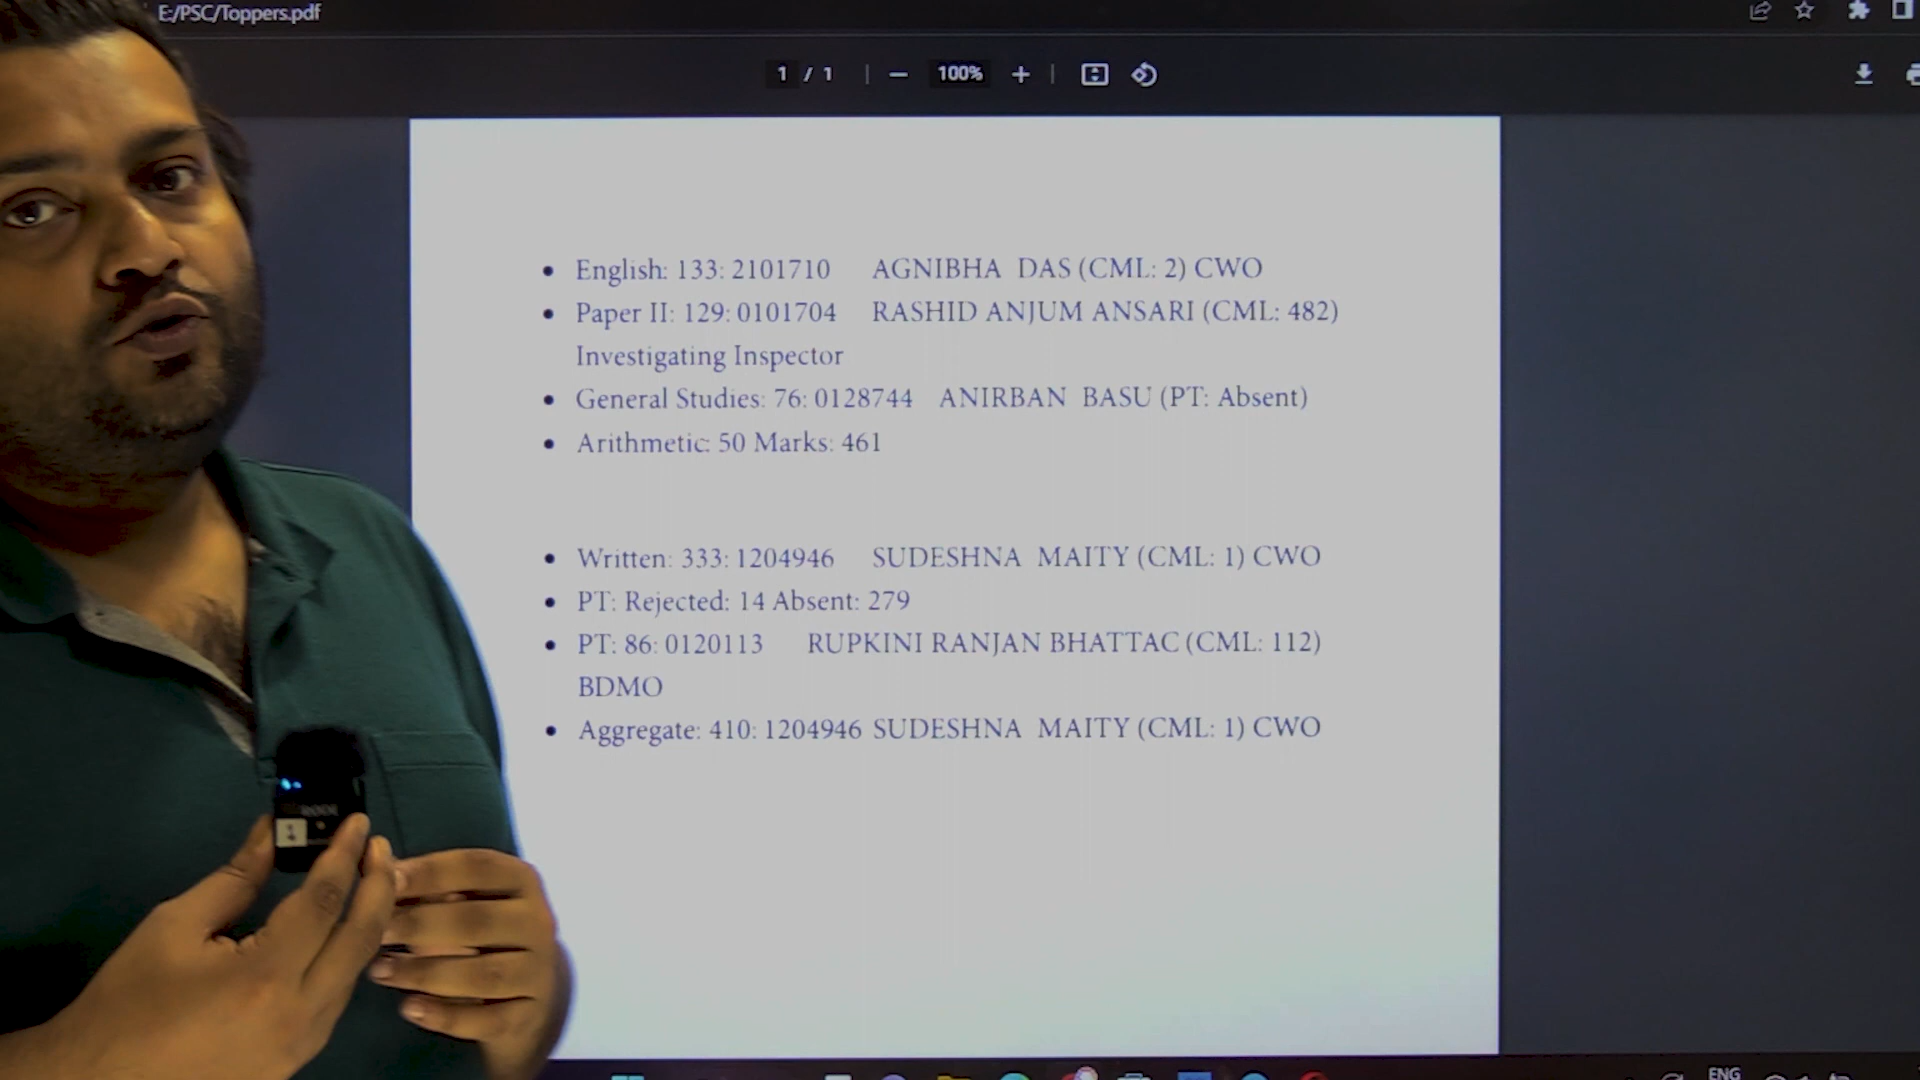 E:/PSC/Toppers.pdf
1 / 1 | − 100% + |
• English: 133: 2101710 AGNIBHA DAS (CML: 2) CWO
• Paper II: 129: 0101704 RASHID ANJUM ANSARI (CML: 482)
Investigating Inspector
• General Studies: 76: 0128744 ANIRBAN BASU (PT: Absent)
• Arithmetic: 50 Marks: 461
• Written: 333: 1204946 SUDESHNA MAITY (CML: 1) CWO
• PT: Rejected: 14 Absent: 279
• PT: 86: 0120113 RUPKINI RANJAN BHATTAC (CML: 112)
BDMO
• Aggregate: 410: 1204946 SUDESHNA MAITY (CML: 1) CWO
ENG